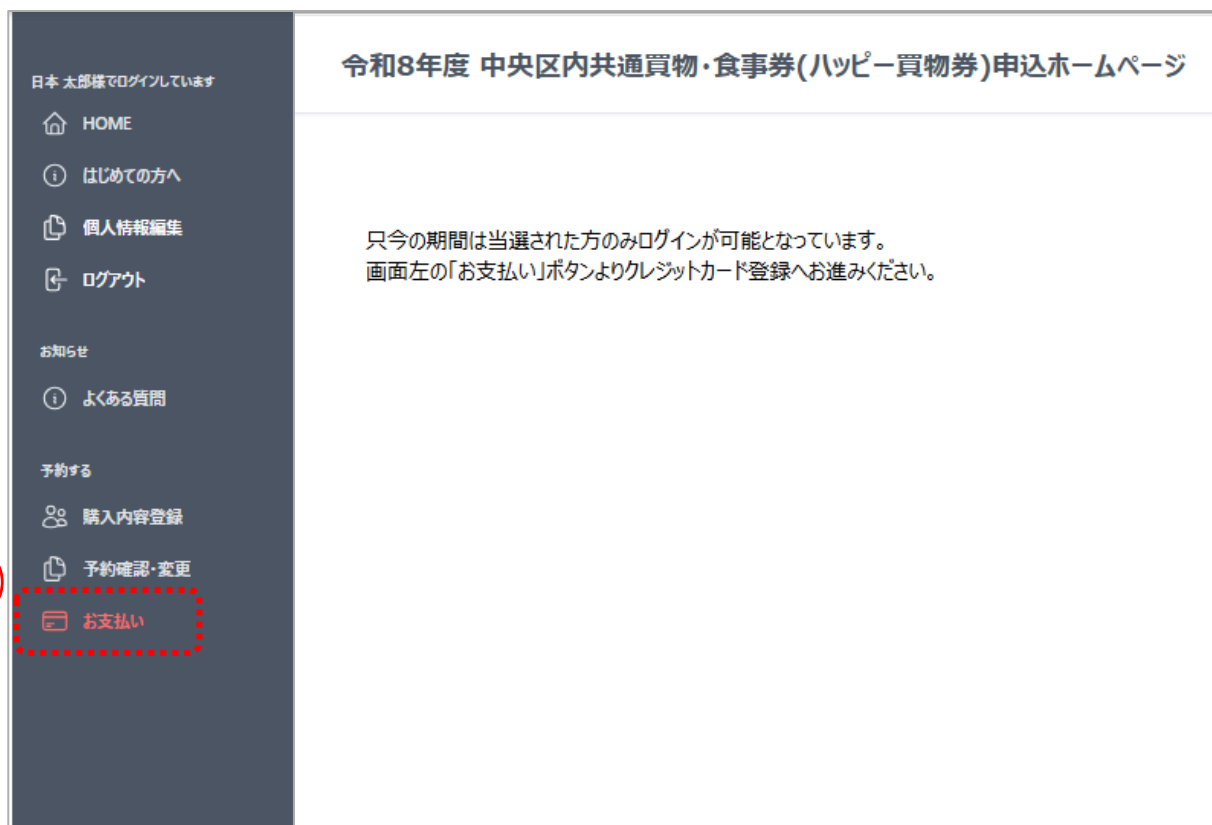 日本 太郎様でログインしています
HOME
はじめての方へ
個人情報編集
ログアウト
お知らせ
よくある質問
予約する
購入内容登録
予約確認・変更
お支払い
令和8年度 中央区内共通買物・食事券(ハッピー買物券)申込ホームページ
只今の期間は当選された方のみログインが可能となっています。
画面左の「お支払い」ボタンよりクレジットカード登録へお進みください。